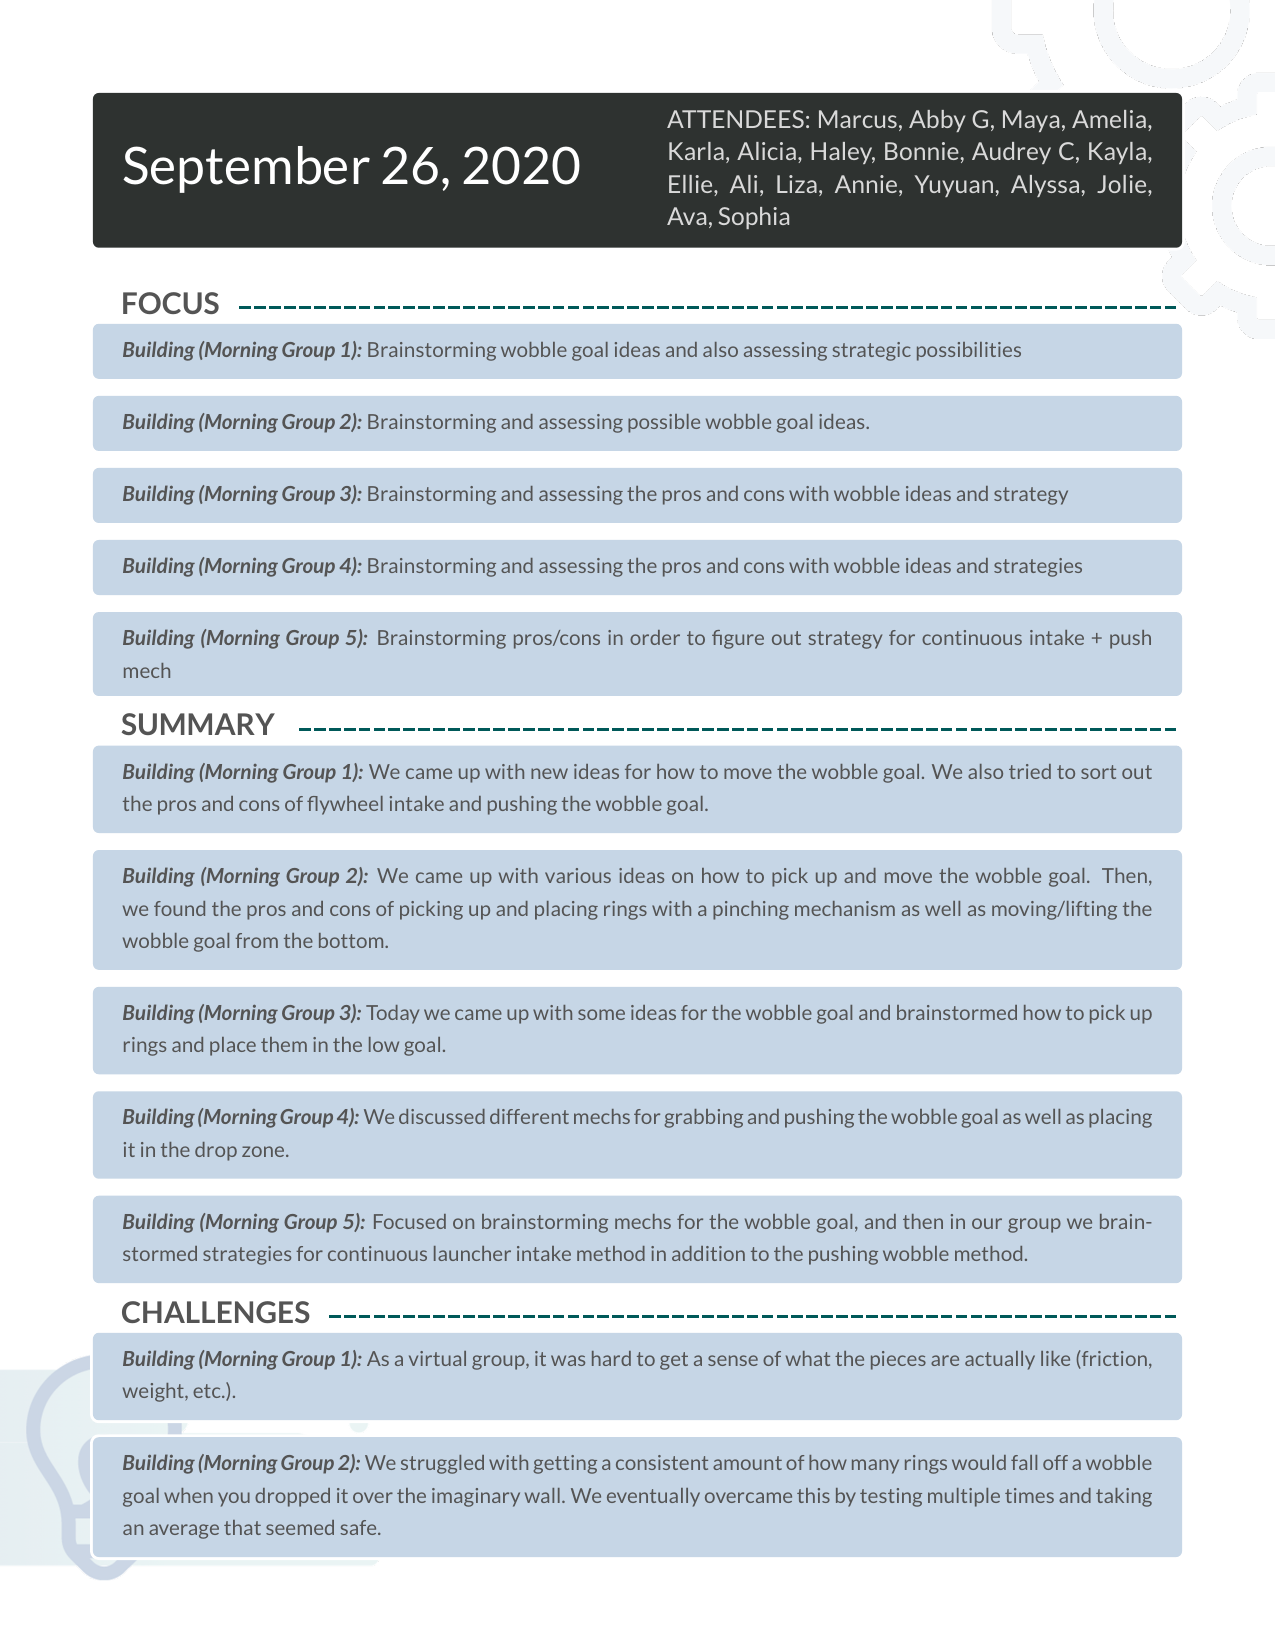 September 26, 2020
ATTENDEES: Marcus, Abby G, Maya, Amelia,
Karla, Alicia, Haley, Bonnie, Audrey C, Kayla,
Ellie, Ali, Liza, Annie, Yuyuan, Alyssa, Jolie,
Ava, Sophia
FOCUS
Building (Morning Group 1): Brainstorming wobble goal ideas and also assessing strategic possibilities
Building (Morning Group 2): Brainstorming and assessing possible wobble goal ideas.
Building (Morning Group 3): Brainstorming and assessing the pros and cons with wobble ideas and strategy
Building (Morning Group 4): Brainstorming and assessing the pros and cons with wobble ideas and strategies
Building (Morning Group 5): Brainstorming pros/cons in order to figure out strategy for continuous intake + push
mech
SUMMARY
Building (Morning Group 1): We came up with new ideas for how to move the wobble goal. We also tried to sort out
the pros and cons of flywheel intake and pushing the wobble goal.
Building (Morning Group 2): We came up with various ideas on how to pick up and move the wobble goal. Then,
we found the pros and cons of picking up and placing rings with a pinching mechanism as well as moving/lifting the
wobble goal from the bottom.
Building (Morning Group 3): Today we came up with some ideas for the wobble goal and brainstormed how to pick up
rings and place them in the low goal.
Building (Morning Group 4): We discussed different mechs for grabbing and pushing the wobble goal as well as placing
it in the drop zone.
Building (Morning Group 5): Focused on brainstorming mechs for the wobble goal, and then in our group we brain-
stormed strategies for continuous launcher intake method in addition to the pushing wobble method.
CHALLENGES
Building (Morning Group 1): As a virtual group, it was hard to get a sense of what the pieces are actually like (friction,
weight, etc.).
Building (Morning Group 2): We struggled with getting a consistent amount of how many rings would fall off a wobble
goal when you dropped it over the imaginary wall. We eventually overcame this by testing multiple times and taking
an average that seemed safe.